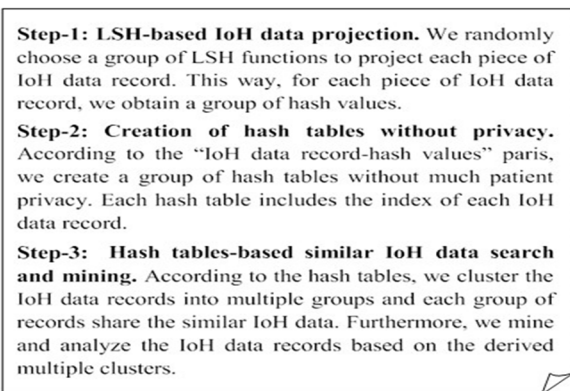 Step-1: LSH-based IoH data projection. We randomly
choose a group of LSH functions to project each piece of
IoH data record. This way, for each piece of IoH data
record, we obtain a group of hash values.
Step-2: Creation of hash tables without privacy.
According to the “IoH data record-hash values” paris,
we create a group of hash tables without much patient
privacy. Each hash table includes the index of each IoH
data record.
Step-3: Hash tables-based similar IoH data search
and mining. According to the hash tables, we cluster the
IoH data records into multiple groups and each group of
records share the similar IoH data. Furthermore, we mine
and analyze the IoH data records based on the derived
multiple clusters.